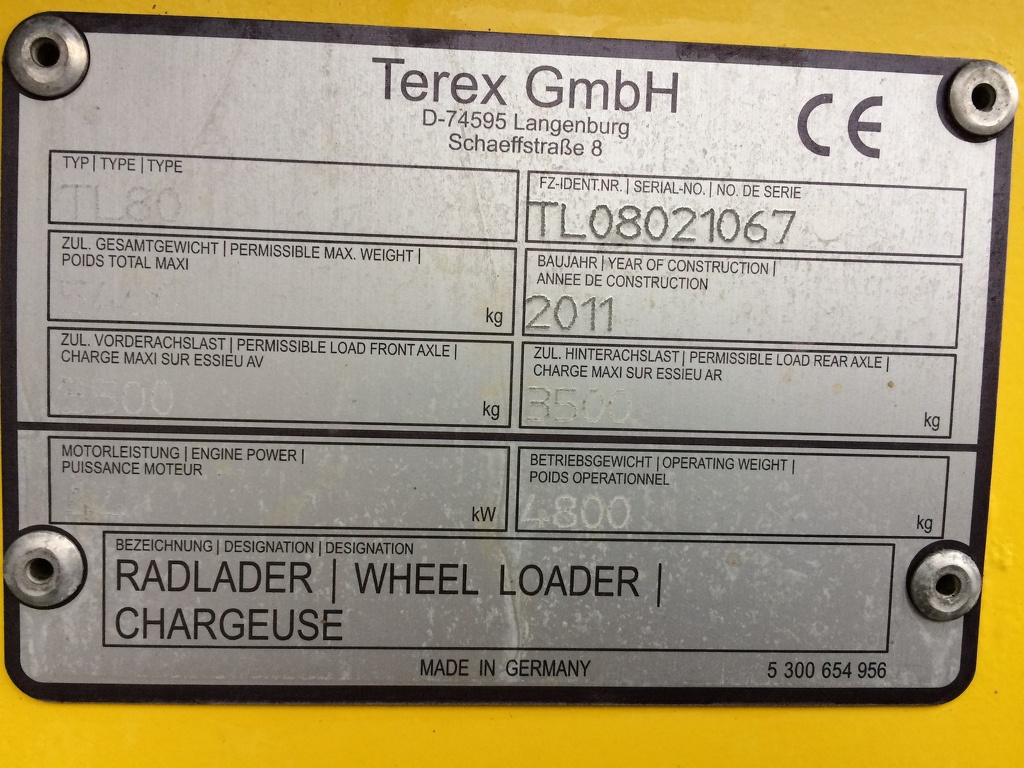 Terex GmbH
D-74595 Langenburg
Schaeffstraße 8
CE
TYP | TYPE | TYPE
TL80
FZ-IDENT.NR. | SERIAL-NO. | NO. DE SERIE
TL08021067
ZUL. GESAMTGEWICHT | PERMISSIBLE MAX. WEIGHT |
POIDS TOTAL MAXI
kg
BAUJAHR | YEAR OF CONSTRUCTION |
ANNEE DE CONSTRUCTION
2011
ZUL. VORDERACHSLAST | PERMISSIBLE LOAD FRONT AXLE |
CHARGE MAXI SUR ESSIEU AV
kg
ZUL. HINTERACHSLAST | PERMISSIBLE LOAD REAR AXLE |
CHARGE MAXI SUR ESSIEU AR
3500 kg
MOTORLEISTUNG | ENGINE POWER |
PUISSANCE MOTEUR
kW
BETRIEBSGEWICHT | OPERATING WEIGHT |
POIDS OPERATIONNEL
4800 kg
BEZEICHNUNG | DESIGNATION | DESIGNATION
RADLADER | WHEEL LOADER |
CHARGEUSE
MADE IN GERMANY
5 300 654 956